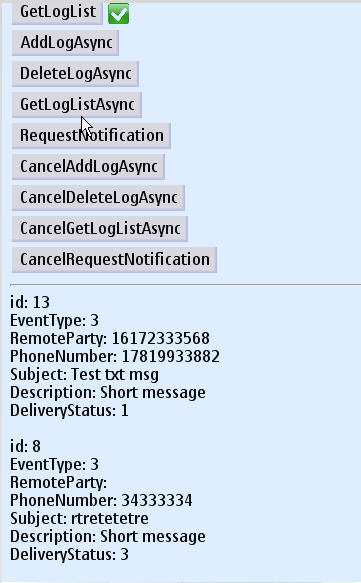 GetLogList
AddLogAsync
DeleteLogAsync
GetLogListAsync
RequestNotification
CancelAddLogAsync
CancelDeleteLogAsync
CancelGetLogListAsync
CancelRequestNotification
id: 13
EventType: 3
RemoteParty: 16172333568
PhoneNumber: 17819933882
Subject: Test txt msg
Description: Short message
DeliveryStatus: 1
id: 8
EventType: 3
RemoteParty:
PhoneNumber: 34333334
Subject: rtretetetre
Description: Short message
DeliveryStatus: 3